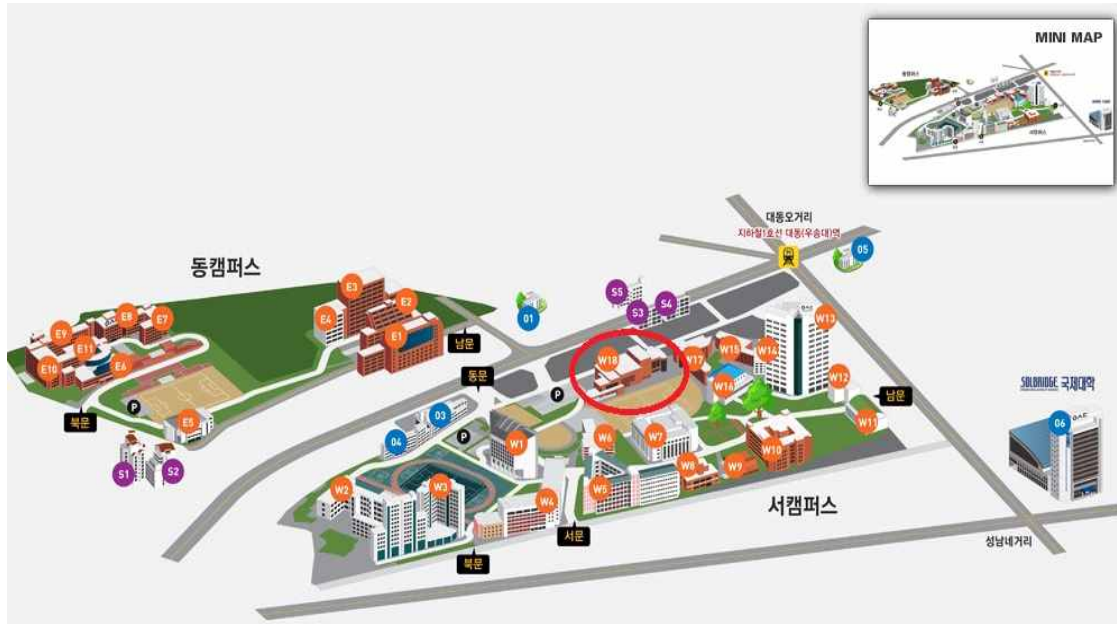 MINI MAP
대동오거리
지하철1호선 대동(우송대)역
05
동캠퍼스
S5
S4
S3
E3
E2
E4
E1
01
남문
E9
E8
E7
E11
E10
E6
북문
P
E5
S1
S2
동문
P
03
04
P
W18
W17
W15
W14
W13
W16
W12
남문
W11
W1
W6
W7
W8
W9
W10
W2
W3
W4
W5
서문
북문
서캠퍼스
SOLBRIDGE 국제대학
06
성남네거리